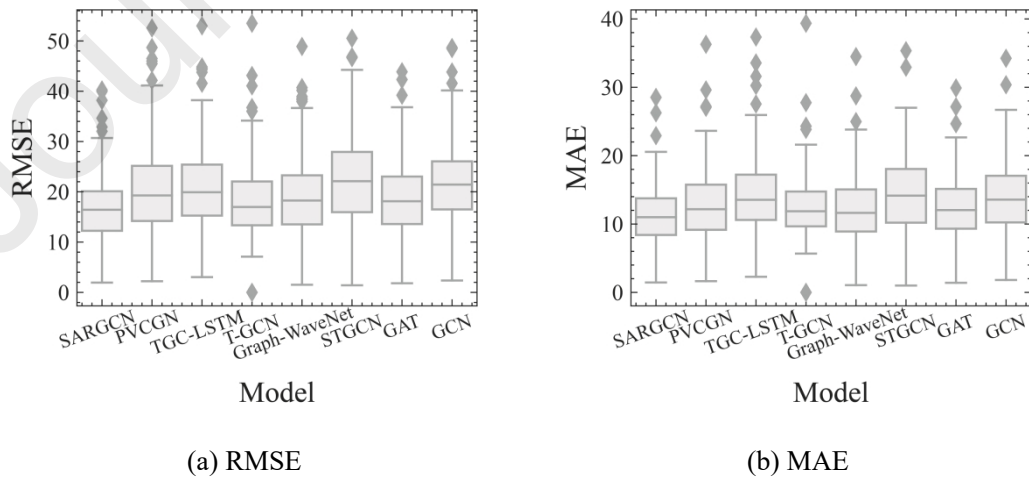 50
40
30
20
10
0
RMSE
SARGCN
PVCGN
TGC-LSTM
T-GCN
Graph-WaveNet
STGCN
GAT
GCN
Model
(a) RMSE
40
30
20
10
0
MAE
SARGCN
PVCGN
TGC-LSTM
T-GCN
Graph-WaveNet
STGCN
GAT
GCN
Model
(b) MAE